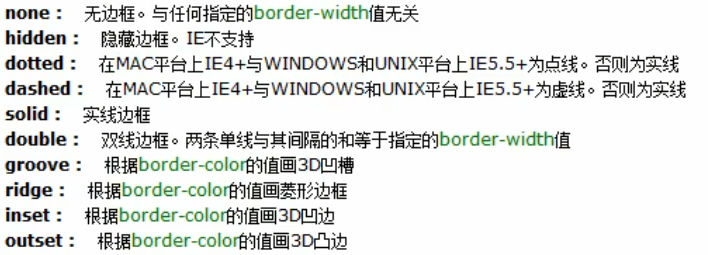 none： 无边框。与任何指定的border-width值无关
hidden： 隐藏边框。IE不支持
dotted： 在MAC平台上IE4+与WINDOWS和UNIX平台上IE5.5+为点线。否则为实线
dashed： 在MAC平台上IE4+与WINDOWS和UNIX平台上IE5.5+为虚线。否则为实线
solid： 实线边框
double： 双线边框。两条单线与其间隔的和等于指定的border-width值
groove： 根据border-color的值画3D凹槽
ridge： 根据border-color的值画菱形边框
inset： 根据border-color的值画3D凹边
outset： 根据border-color的值画3D凸边